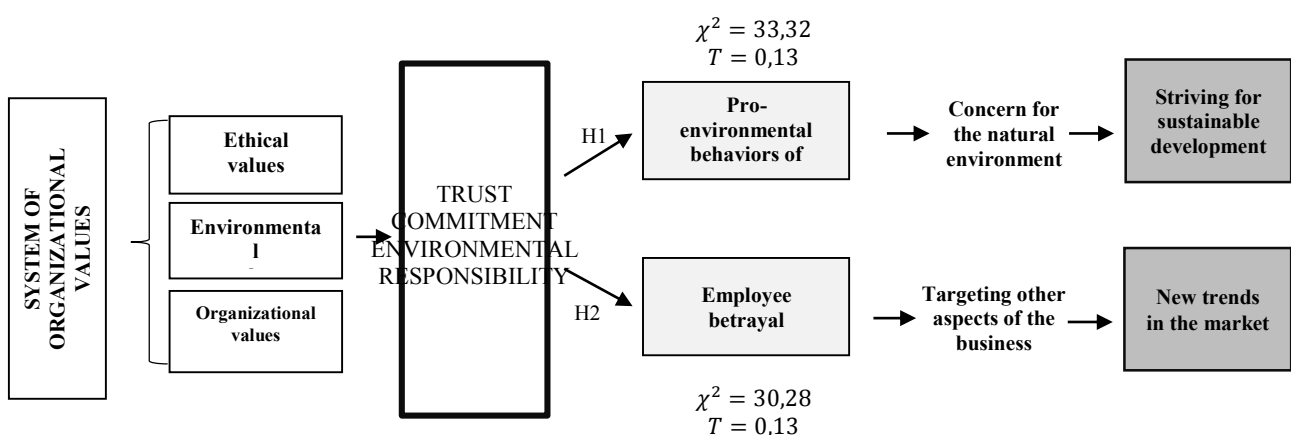 SYSTEM OF
ORGANIZATIONAL
VALUES
Ethical
values
Environmenta
l
Organizational
values
TRUST
COMMITMENT
ENVIRONMENTAL
RESPONSIBILITY
H1
H2
χ² = 33,32
T = 0,13
Pro-
environmental
behaviors of
Concern for
the natural
environment
Striving for
sustainable
development
Employee
betrayal
Targeting other
aspects of the
business
New trends
in the market
χ² = 30,28
T = 0,13